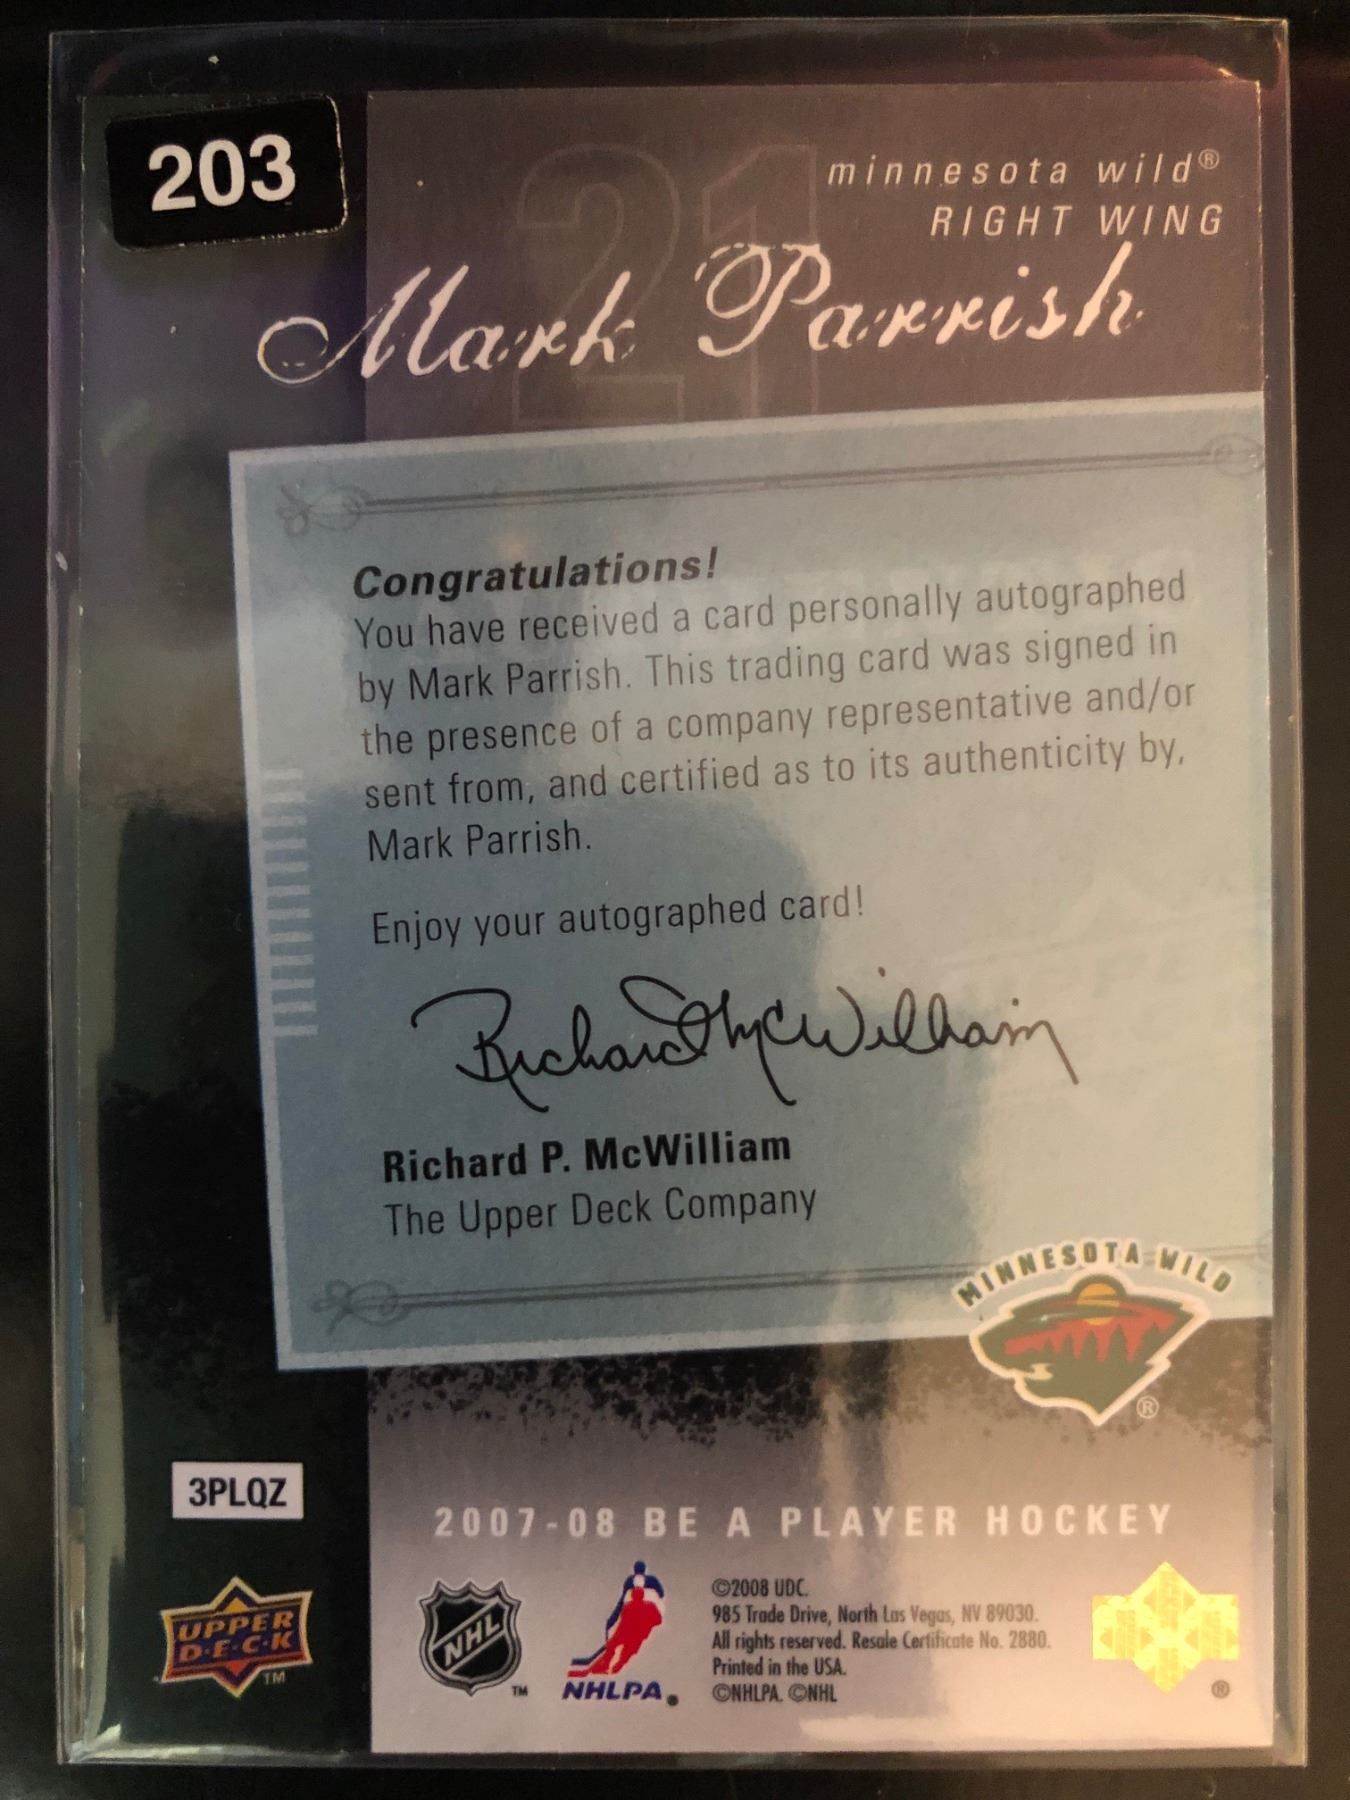 203
21
minnesota wild®
RIGHT WING
Mark Parrish
Congratulations!
You have received a card personally autographed
by Mark Parrish. This trading card was signed in
the presence of a company representative and/or
sent from, and certified as to its authenticity by,
Mark Parrish.
Enjoy your autographed card!
Richard McWilliam
Richard P. McWilliam
The Upper Deck Company
MINNESOTA WILD
®
3PLQZ
2007-08 BE A PLAYER HOCKEY
UPPER
D·E·C·K
TM
NHL
TM
NHLPA®
©2008 UDC.
985 Trade Drive, North Las Vegas, NV 89030.
All rights reserved. Resale Certificate No. 2880.
Printed in the USA.
©NHLPA. ©NHL
®